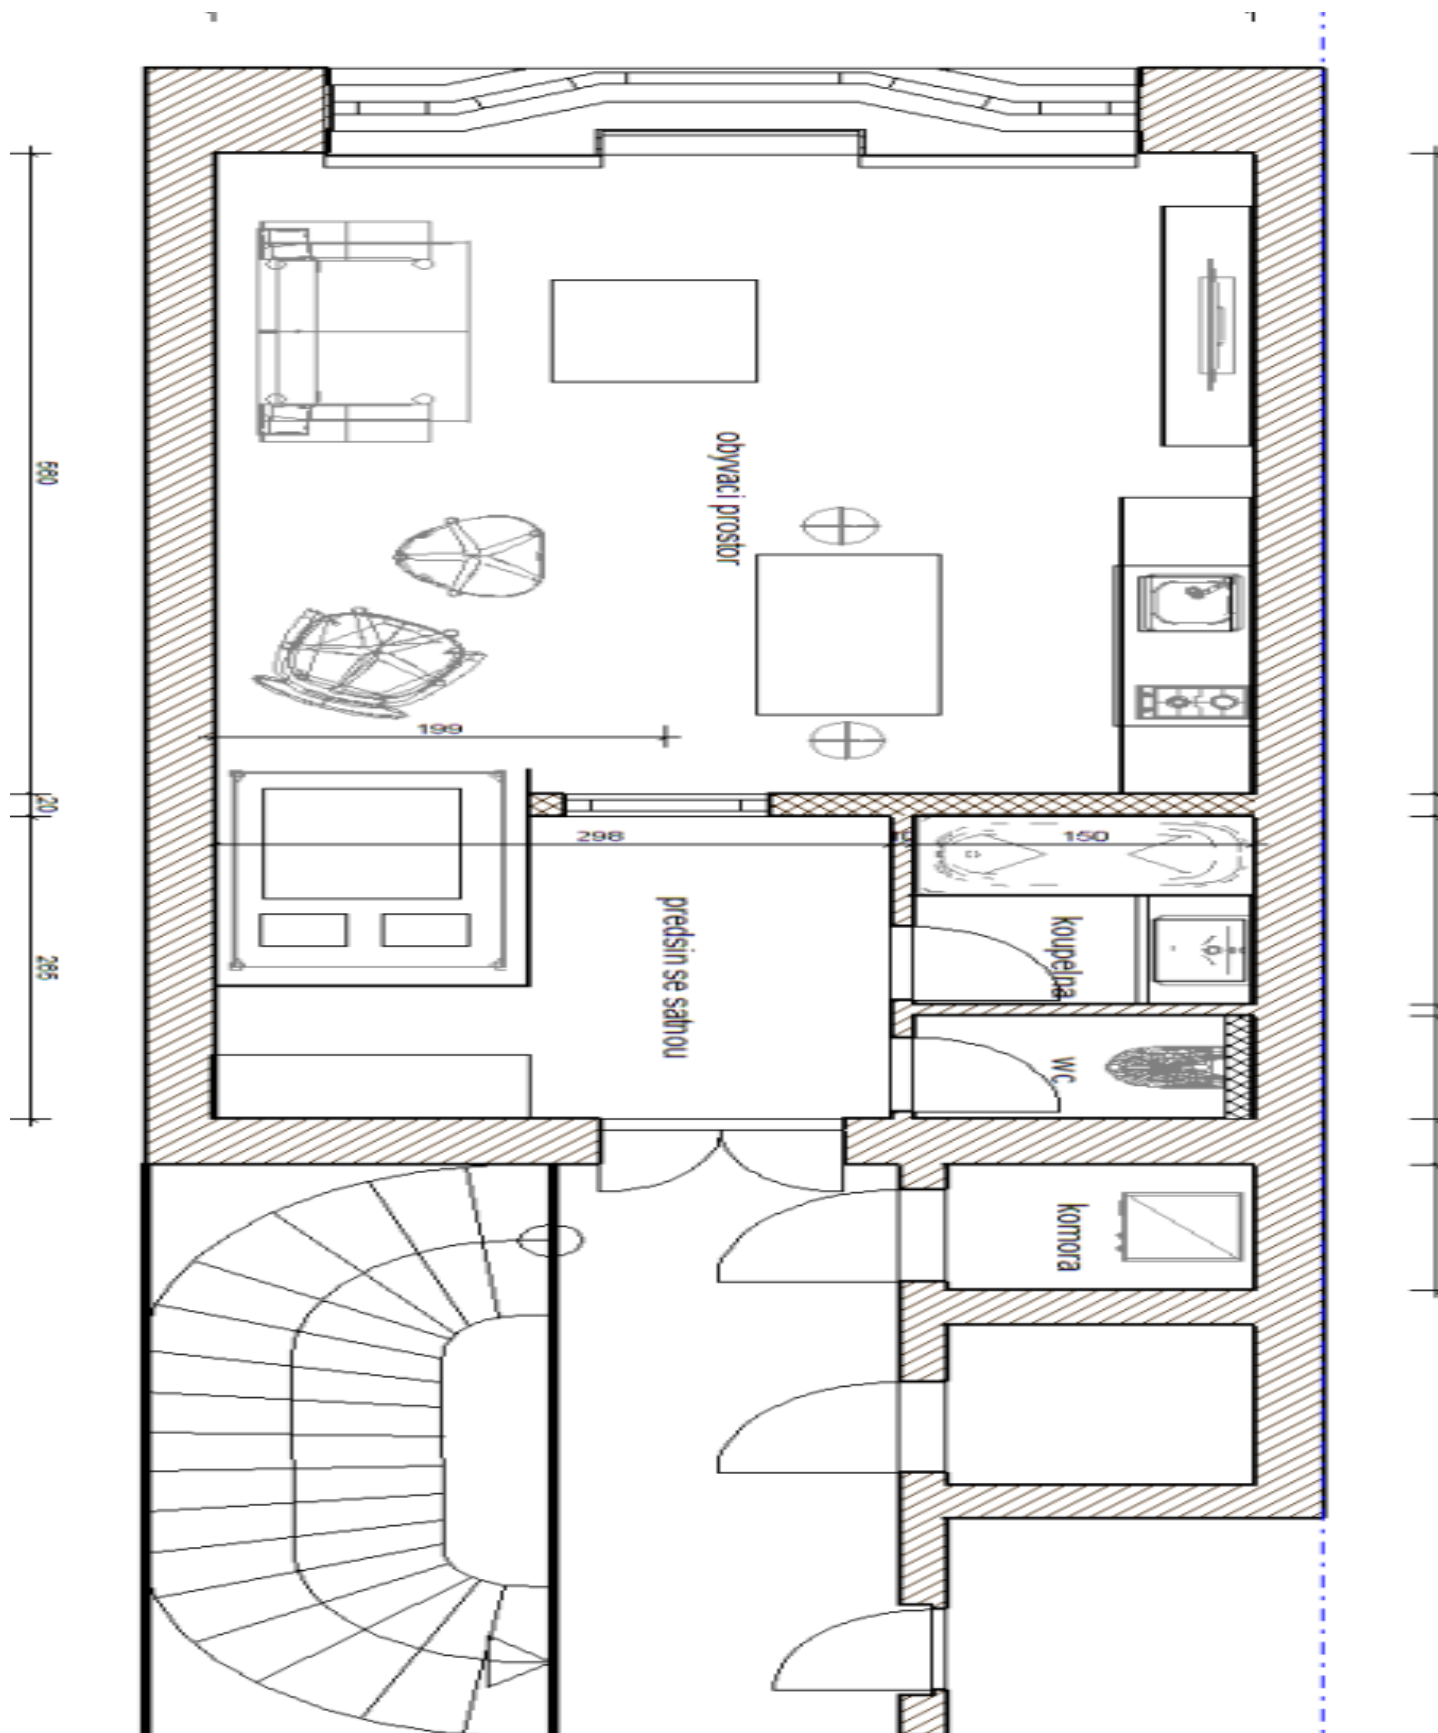 obyvaci prostor
560
199
20
298
150
predsin se satnou
koupelna
265
wc
komora